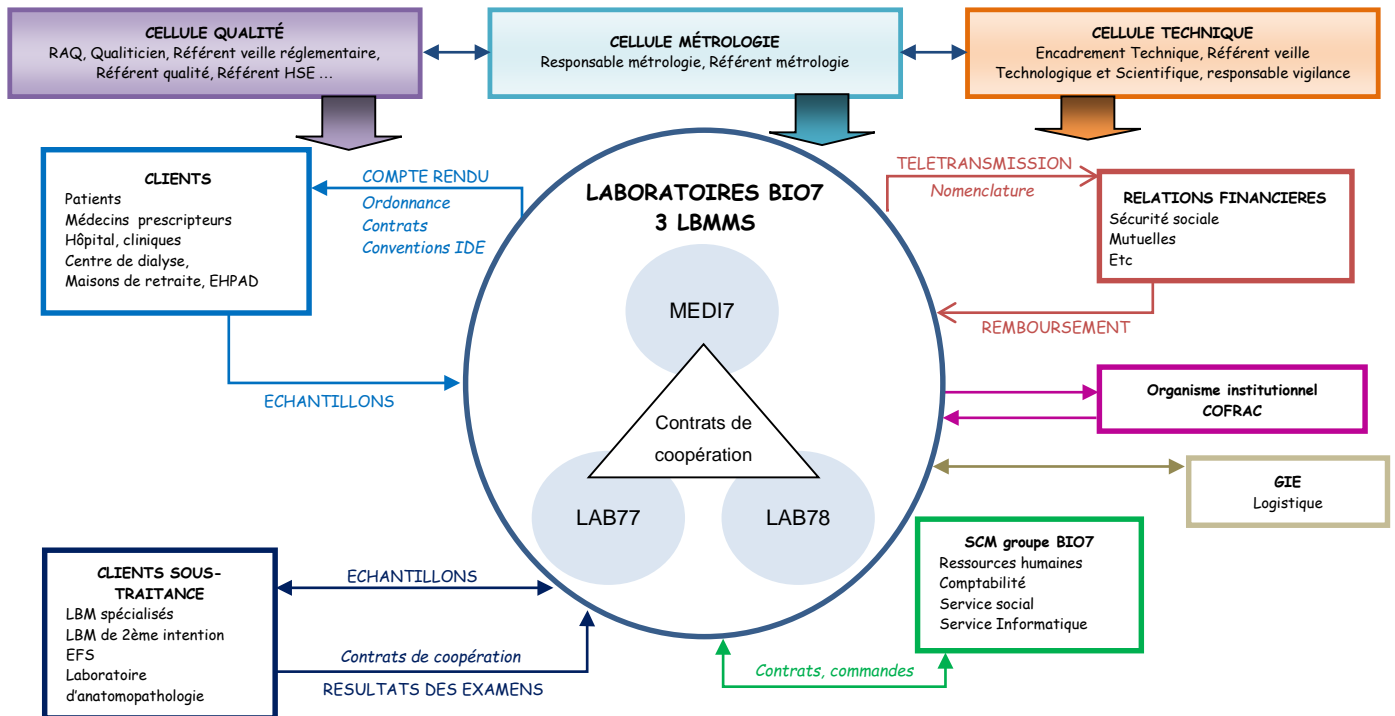 CELLULE QUALITÉ
RAQ, Qualiticien, Référent veille réglementaire,
Référent qualité, Référent HSE ...
CELLULE MÉTROLOGIE
Responsable métrologie, Référent métrologie
CELLULE TECHNIQUE
Encadrement Technique, Référent veille
Technologique et Scientifique, responsable vigilance
CLIENTS
Patients
Médecins prescripteurs
Hôpital, cliniques
Centre de dialyse,
Maisons de retraite, EHPAD
COMPTE RENDU
Ordonnance
Contrats
Conventions IDE
ECHANTILLONS
LABORATOIRES BIO7
3 LBMMS
MEDI7
Contrats de
coopération
LAB77
LAB78
TELETRANSMISSION
Nomenclature
RELATIONS FINANCIERES
Sécurité sociale
Mutuelles
Etc
REMBOURSEMENT
Organisme institutionnel
COFRAC
GIE
Logistique
CLIENTS SOUS-
TRAITANCE
LBM spécialisés
LBM de 2ème intention
EFS
Laboratoire
d'anatomopathologie
ECHANTILLONS
Contrats de coopération
RESULTATS DES EXAMENS
SCM groupe BIO7
Ressources humaines
Comptabilité
Service social
Service Informatique
Contrats, commandes